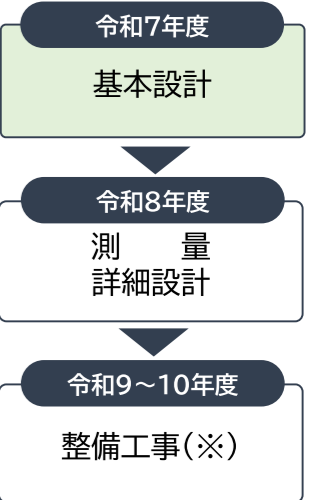 令和7年度
基本設計
令和8年度
測　　量
詳細設計
令和9～10年度
整備工事(※)